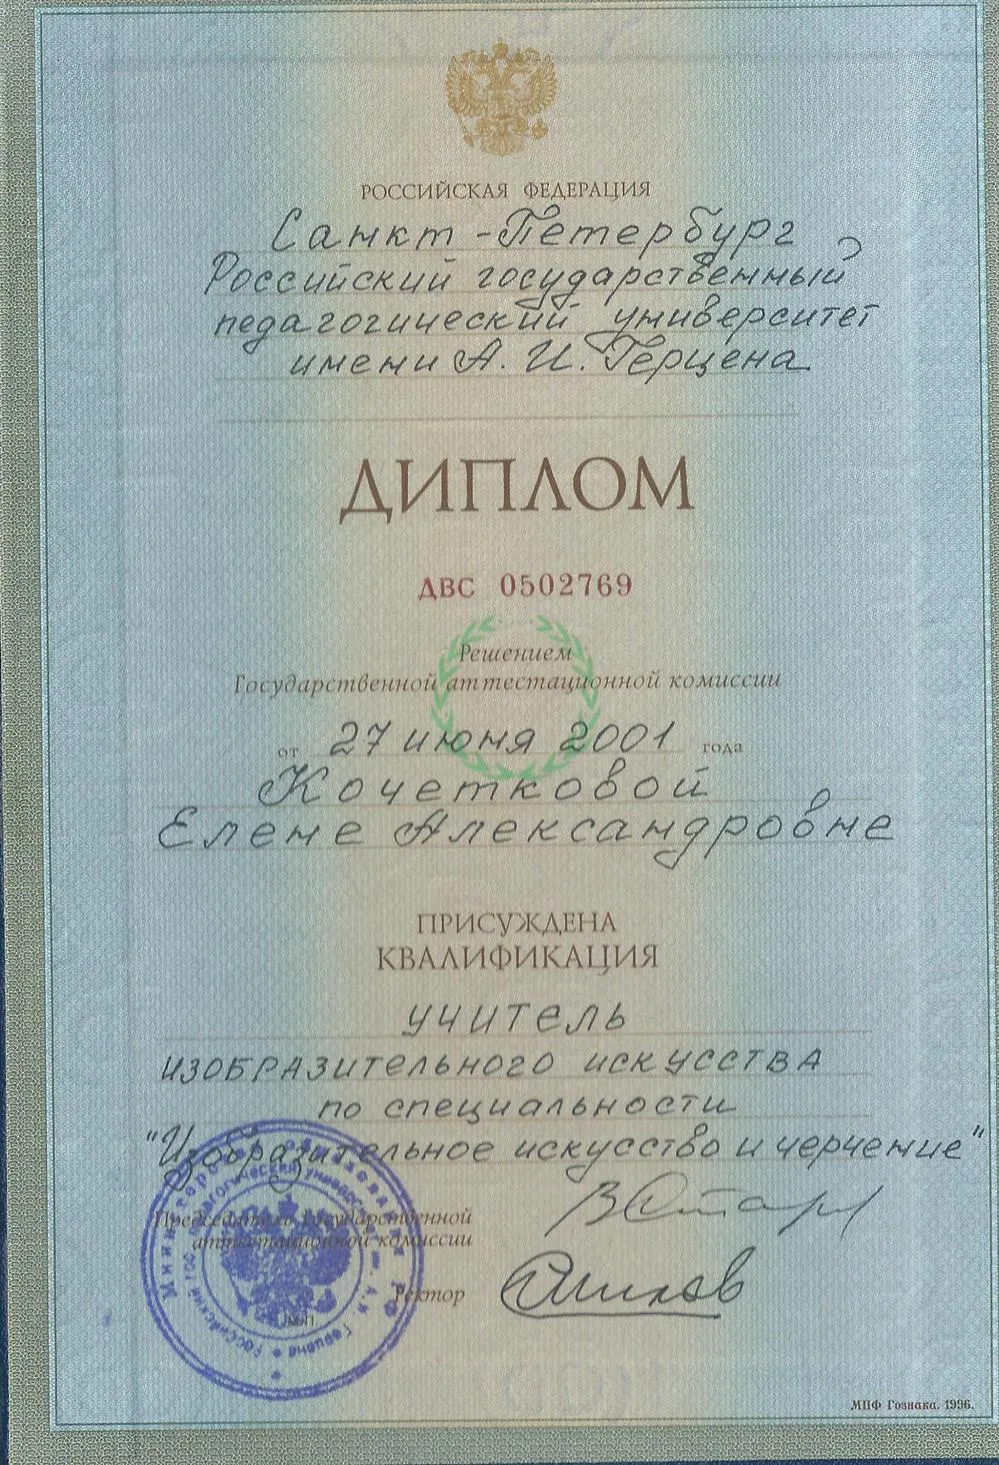 РОССИЙСКАЯ ФЕДЕРАЦИЯ
Санкт-Петербург
Российский государственный
педагогический университет
имени А. И. Герцена
ДИПЛОМ
ДВС 0502769
Решением
Государственной аттестационной комиссии
от 27 июня 2001 года
Кочетковой
Елене Александровне
ПРИСУЖДЕНА
КВАЛИФИКАЦИЯ
учитель
изобразительного искусства
по специальности
"Изобразительное искусство и черчение"
Председатель Государственной
аттестационной комиссии
Ректор
М.П.
МПФ Гознака. 1996.